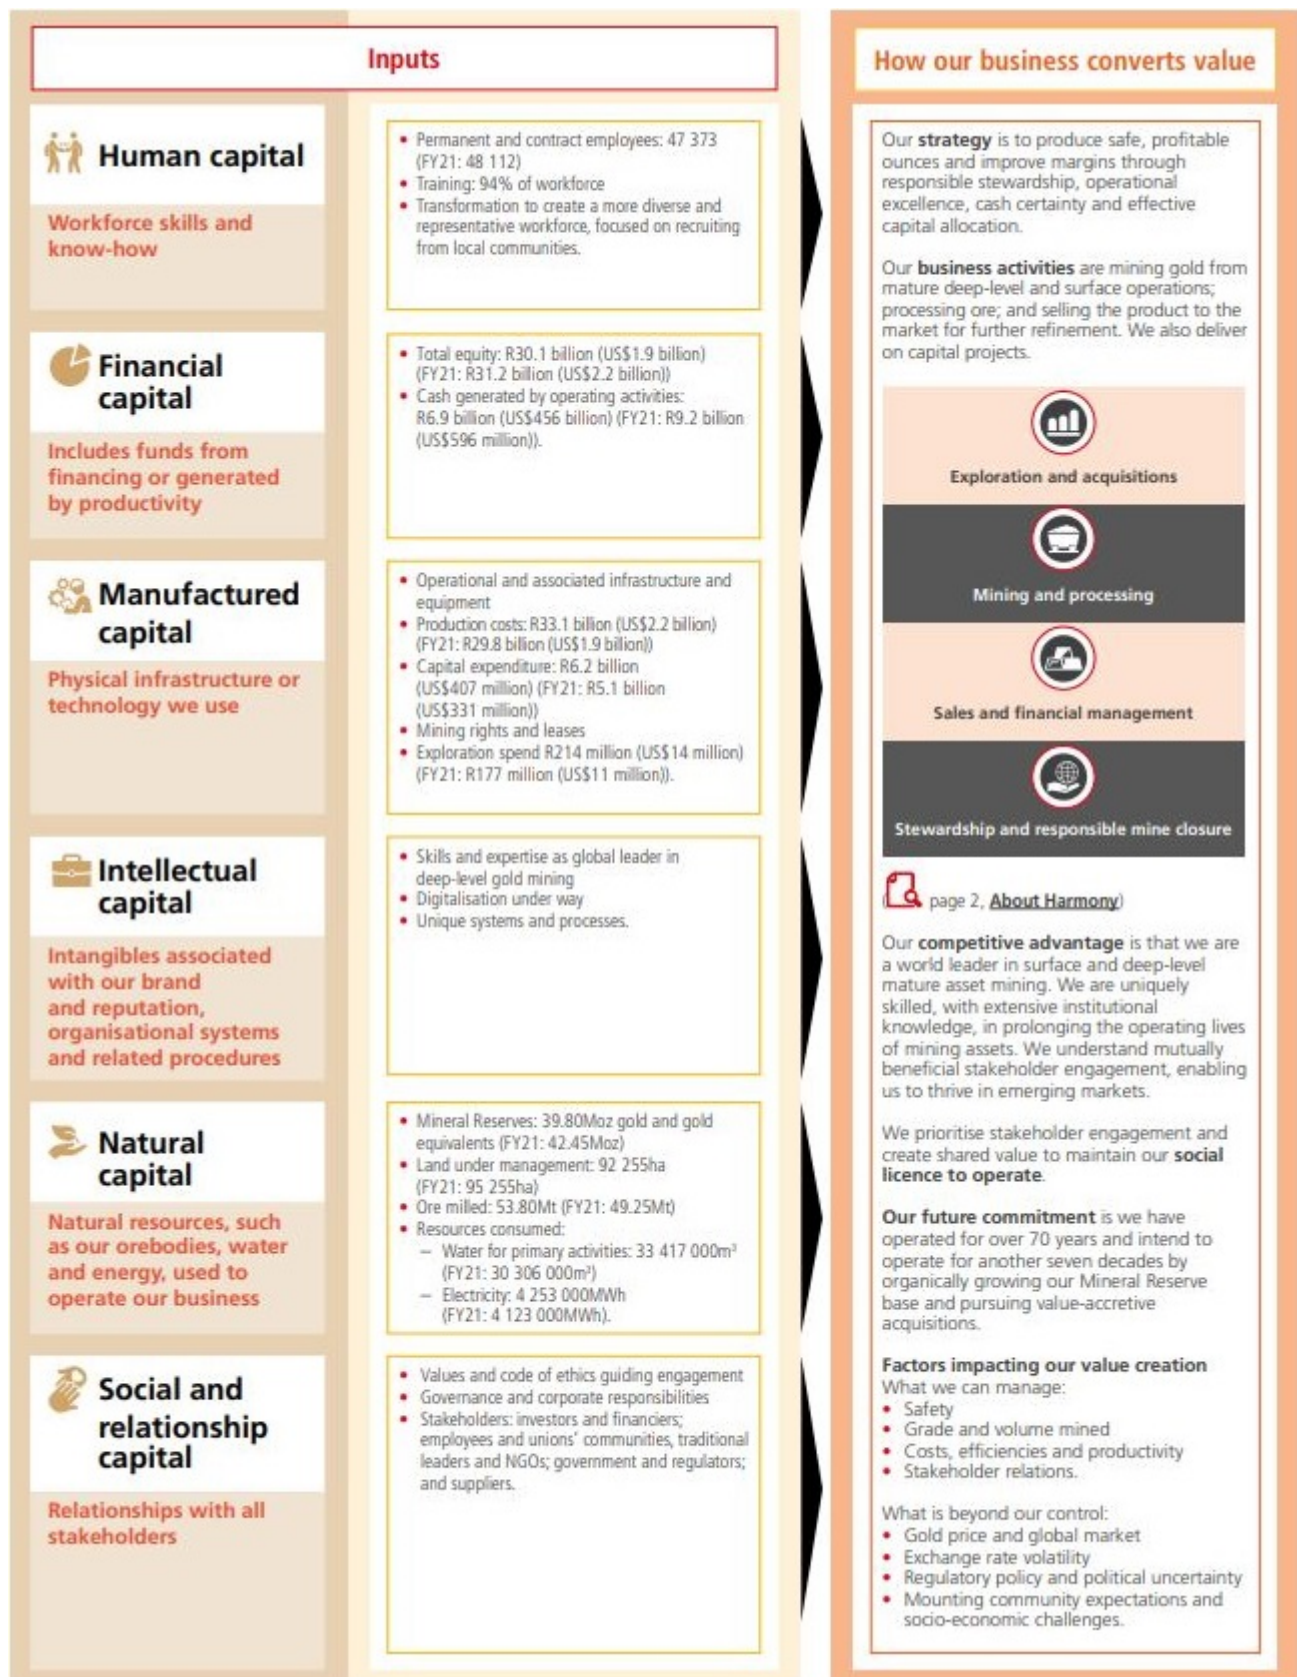 Inputs
Human capital
Workforce skills and
know-how
• Permanent and contract employees: 47 373
(FY21: 48 112)
• Training: 94% of workforce
• Transformation to create a more diverse and
representative workforce, focused on recruiting
from local communities.
Financial
capital
Includes funds from
financing or generated
by productivity
• Total equity: R30.1 billion (US$1.9 billion)
(FY21: R31.2 billion (US$2.2 billion))
• Cash generated by operating activities:
R6.9 billion (US$456 billion) (FY21: R9.2 billion
(US$596 million)).
Manufactured
capital
Physical infrastructure or
technology we use
• Operational and associated infrastructure and
equipment
• Production costs: R33.1 billion (US$2.2 billion)
(FY21: R29.8 billion (US$1.9 billion))
• Capital expenditure: R6.2 billion
(US$407 million) (FY21: R5.1 billion
(US$331 million))
• Mining rights and leases
• Exploration spend R214 million (US$14 million)
(FY21: R177 million (US$11 million)).
Intellectual
capital
Intangibles associated
with our brand
and reputation,
organisational systems
and related procedures
• Skills and expertise as global leader in
deep-level gold mining
• Digitalisation under way
• Unique systems and processes.
Natural
capital
Natural resources, such
as our orebodies, water
and energy, used to
operate our business
• Mineral Reserves: 39.80Moz gold and gold
equivalents (FY21: 42.45Moz)
• Land under management: 92 255ha
(FY21: 95 255ha)
• Ore milled: 53.80Mt (FY21: 49.25Mt)
• Resources consumed:
– Water for primary activities: 33 417 000m³
(FY21: 30 306 000m³)
– Electricity: 4 253 000MWh
(FY21: 4 123 000MWh).
Social and
relationship
capital
Relationships with all
stakeholders
• Values and code of ethics guiding engagement
• Governance and corporate responsibilities
• Stakeholders: investors and financiers;
employees and unions' communities, traditional
leaders and NGOs; government and regulators;
and suppliers.
How our business converts value
Our strategy is to produce safe, profitable
ounces and improve margins through
responsible stewardship, operational
excellence, cash certainty and effective
capital allocation.
Our business activities are mining gold from
mature deep-level and surface operations;
processing ore; and selling the product to the
market for further refinement. We also deliver
on capital projects.
Exploration and acquisitions
Mining and processing
Sales and financial management
Stewardship and responsible mine closure
( page 2, About Harmony)
Our competitive advantage is that we are
a world leader in surface and deep-level
mature asset mining. We are uniquely
skilled, with extensive institutional
knowledge, in prolonging the operating lives
of mining assets. We understand mutually
beneficial stakeholder engagement, enabling
us to thrive in emerging markets.
We prioritise stakeholder engagement and
create shared value to maintain our social
licence to operate.
Our future commitment is we have
operated for over 70 years and intend to
operate for another seven decades by
organically growing our Mineral Reserve
base and pursuing value-accretive
acquisitions.
Factors impacting our value creation
What we can manage:
• Safety
• Grade and volume mined
• Costs, efficiencies and productivity
• Stakeholder relations.
What is beyond our control:
• Gold price and global market
• Exchange rate volatility
• Regulatory policy and political uncertainty
• Mounting community expectations and
socio-economic challenges.